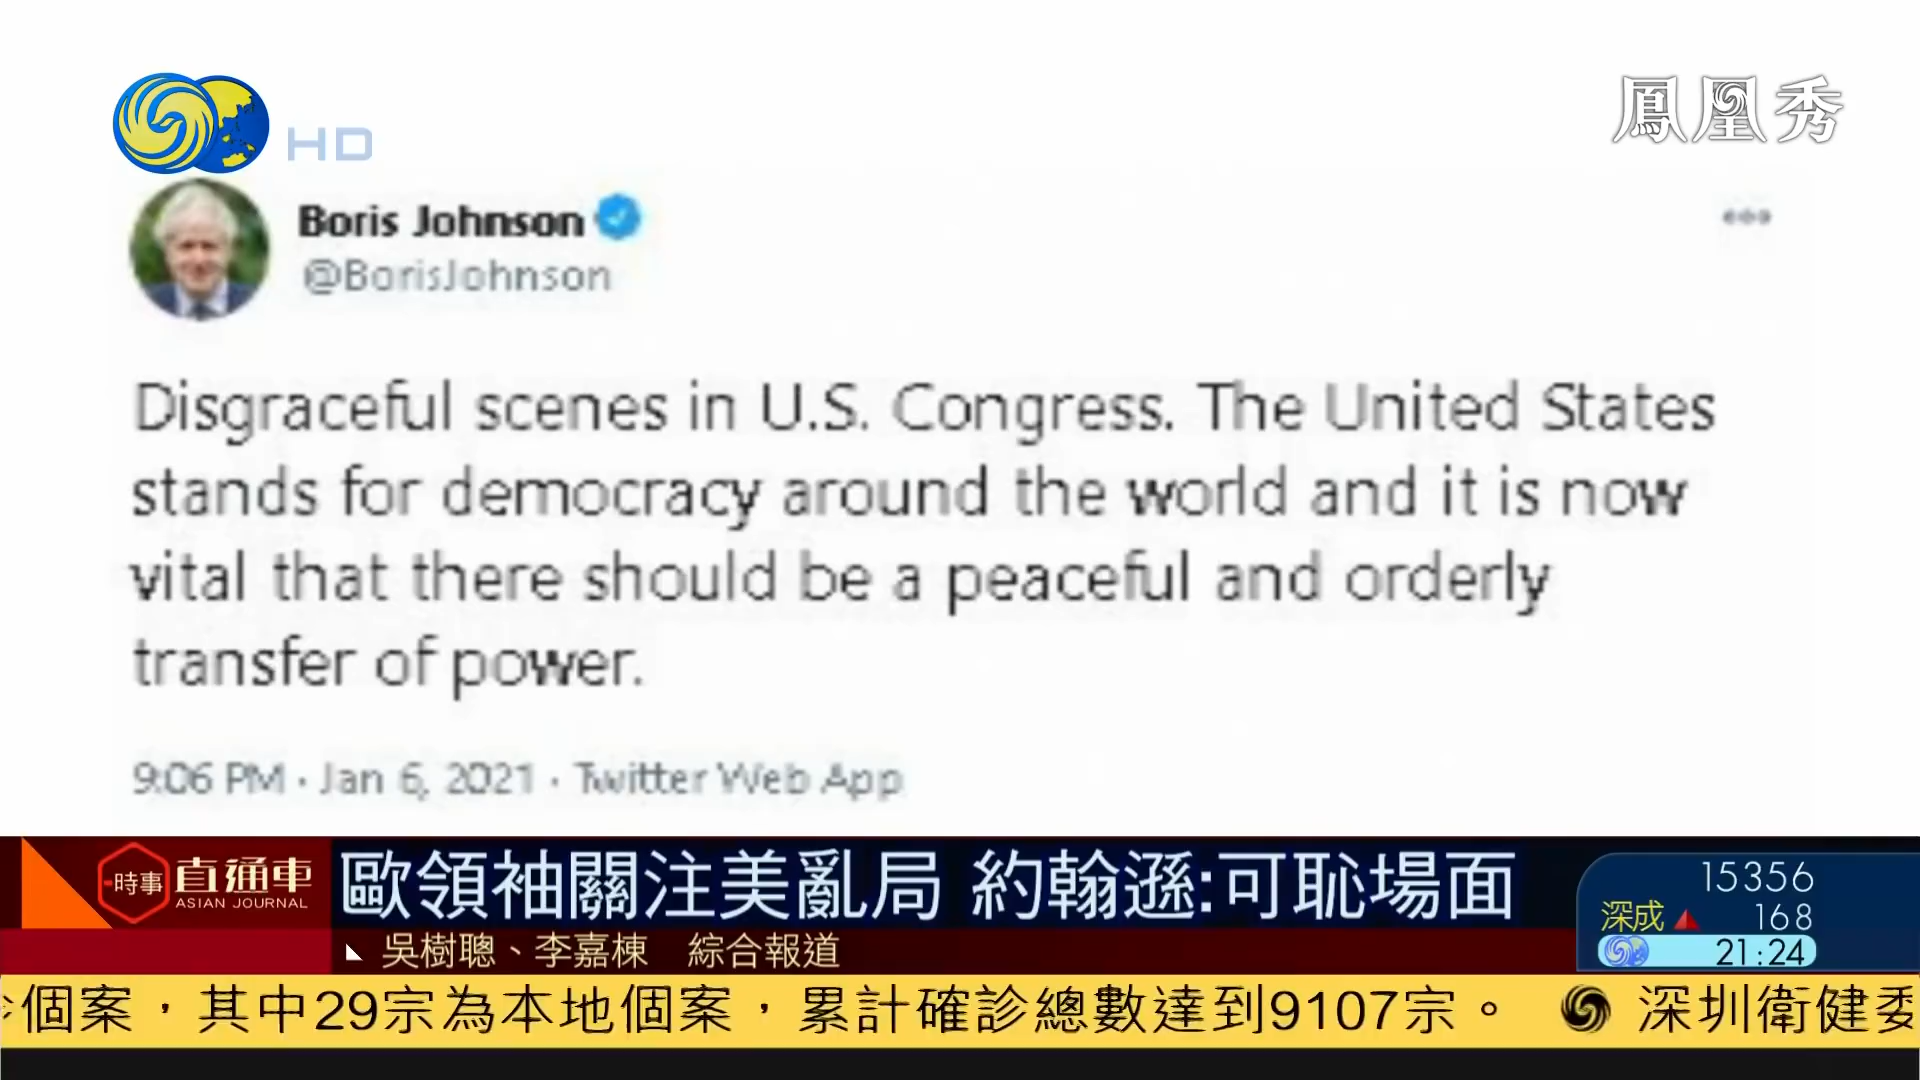 HD
鳳凰秀
Boris Johnson
@BorisJohnson
Disgraceful scenes in U.S. Congress. The United States
stands for democracy around the world and it is now
vital that there should be a peaceful and orderly
transfer of power.
9:06 PM · Jan 6, 2021 · Twitter Web App
時事
直通車
ASIAN JOURNAL
歐領袖關注美亂局 約翰遜:可恥場面
吳樹聰、李嘉棟 綜合報道
15356
深成 168
21:24
個案，其中29宗為本地個案，累計確診總數達到9107宗。 深圳衛健委